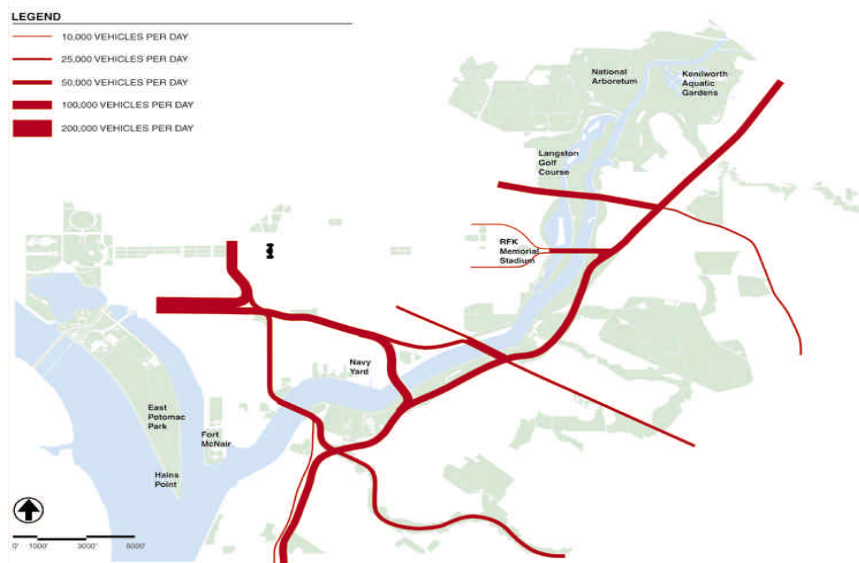 LEGEND
10,000 VEHICLES PER DAY
25,000 VEHICLES PER DAY
50,000 VEHICLES PER DAY
100,000 VEHICLES PER DAY
200,000 VEHICLES PER DAY
National
Arboretum
Kenilworth
Aquatic
Gardens
Langston
Golf
Course
RFK
Memorial
Stadium
Navy
Yard
East
Potomac
Park
Fort
McNair
Hains
Point
0' 1000' 3000' 5000'